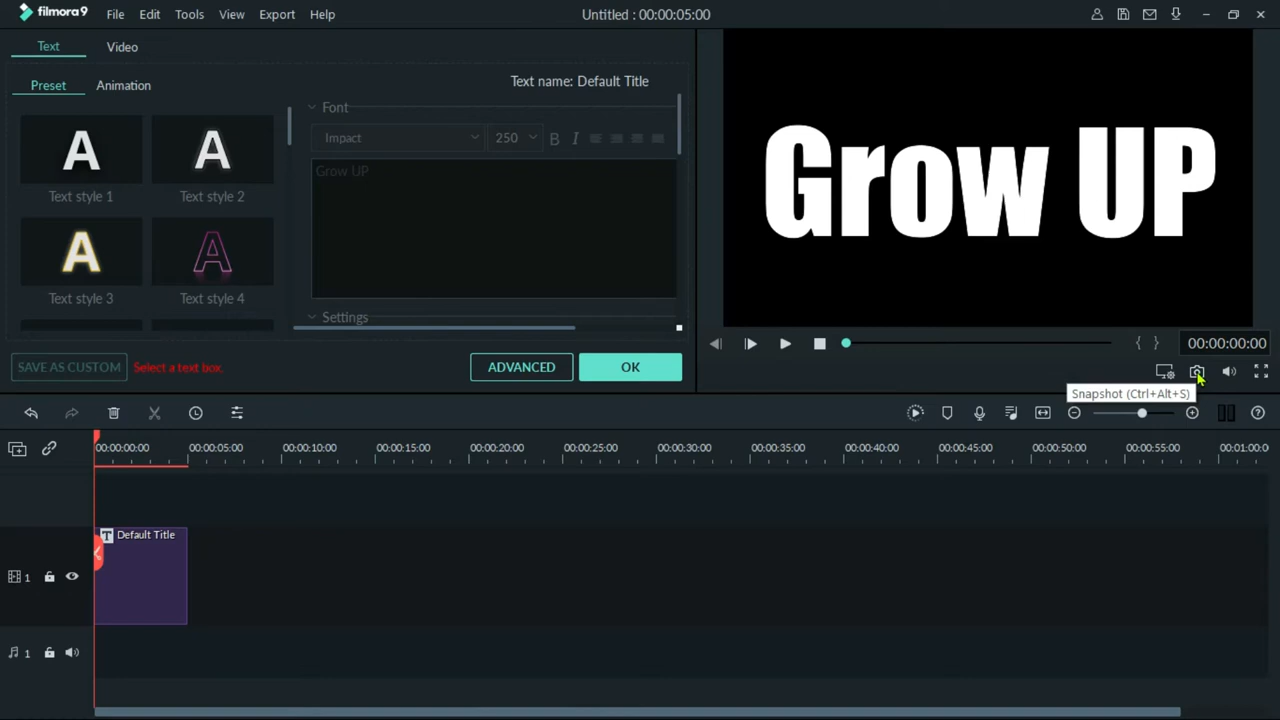 filmora9 File Edit Tools View Export Help Untitled : 00:00:05:00
Text Video
Preset Animation Text name: Default Title
Font
Impact 250 B I
Grow UP
A A
Text style 1 Text style 2
A A
Text style 3 Text style 4
Settings
SAVE AS CUSTOM Select a text box. ADVANCED OK
Grow UP
{ } 00:00:00:00
Snapshot (Ctrl+Alt+S)
00:00:00:00 00:00:05:00 00:00:10:00 00:00:15:00 00:00:20:00 00:00:25:00 00:00:30:00 00:00:35:00 00:00:40:00 00:00:45:00 00:00:50:00 00:00:55:00 00:01:00:0
T Default Title
1
1